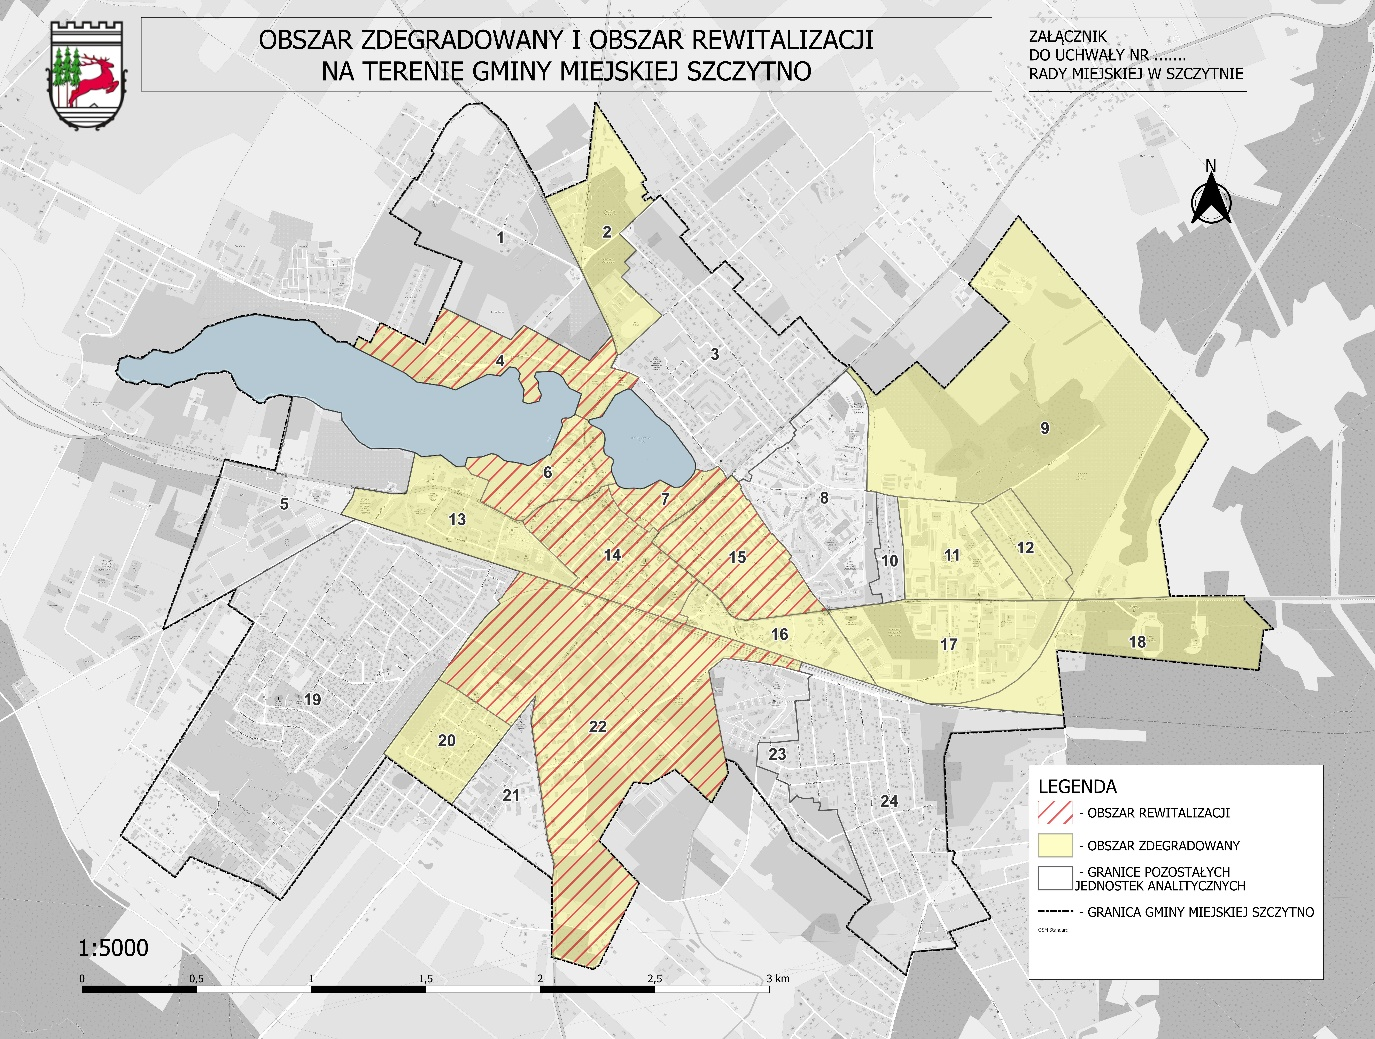 OBSZAR ZDEGRADOWANY I OBSZAR REWITALIZACJI
NA TERENIE GMINY MIEJSKIEJ SZCZYTNO
ZAŁĄCZNIK
DO UCHWAŁY NR .......
RADY MIEJSKIEJ W SZCZYTNIE
N
1
2
3
4
5
6
7
8
9
10
11
12
13
14
15
16
17
18
19
20
21
22
23
24
LEGENDA
- OBSZAR REWITALIZACJI
- OBSZAR ZDEGRADOWANY
- GRANICE POZOSTAŁYCH
JEDNOSTEK ANALITYCZNYCH
- GRANICA GMINY MIEJSKIEJ SZCZYTNO
1:5000
0 0,5 1 1,5 2 2,5 3 km